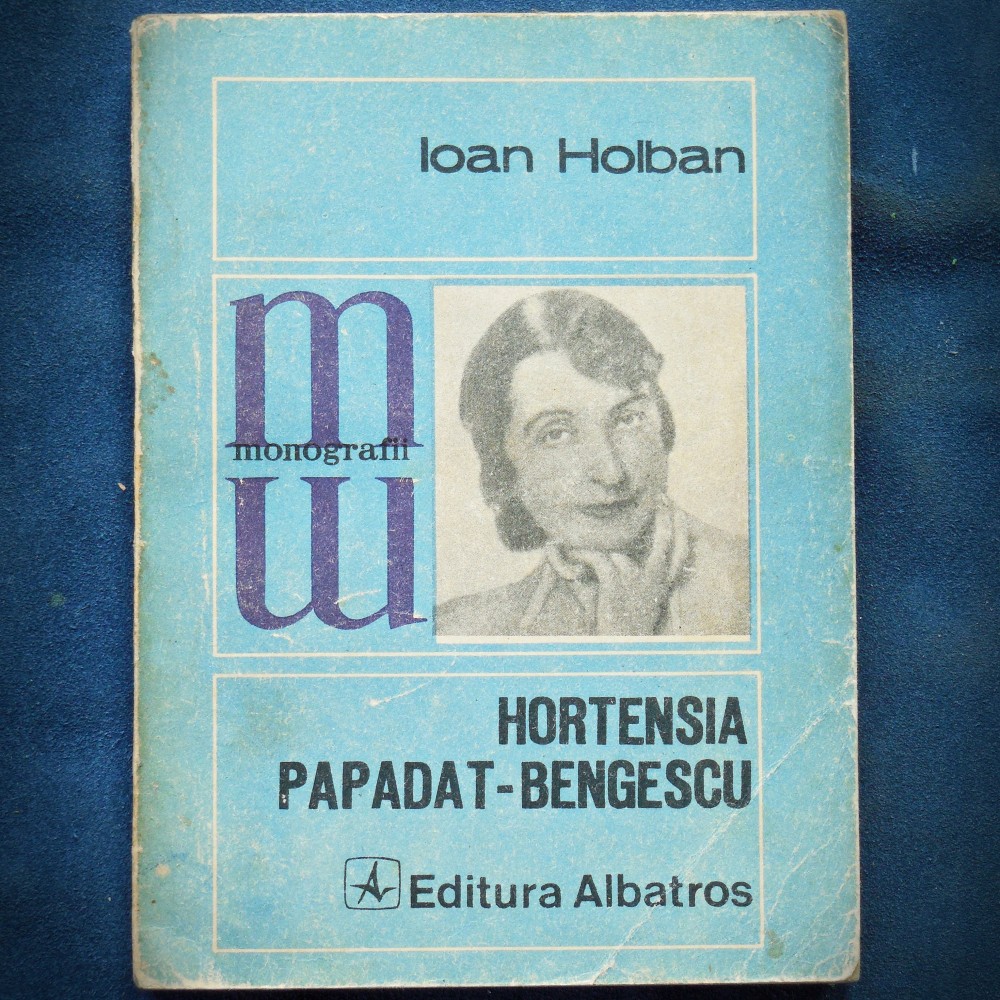 Ioan Holban
m
monografii
m
HORTENSIA
PAPADAT-BENGESCU
A Editura Albatros